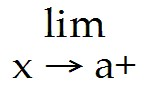 lim
x → a+